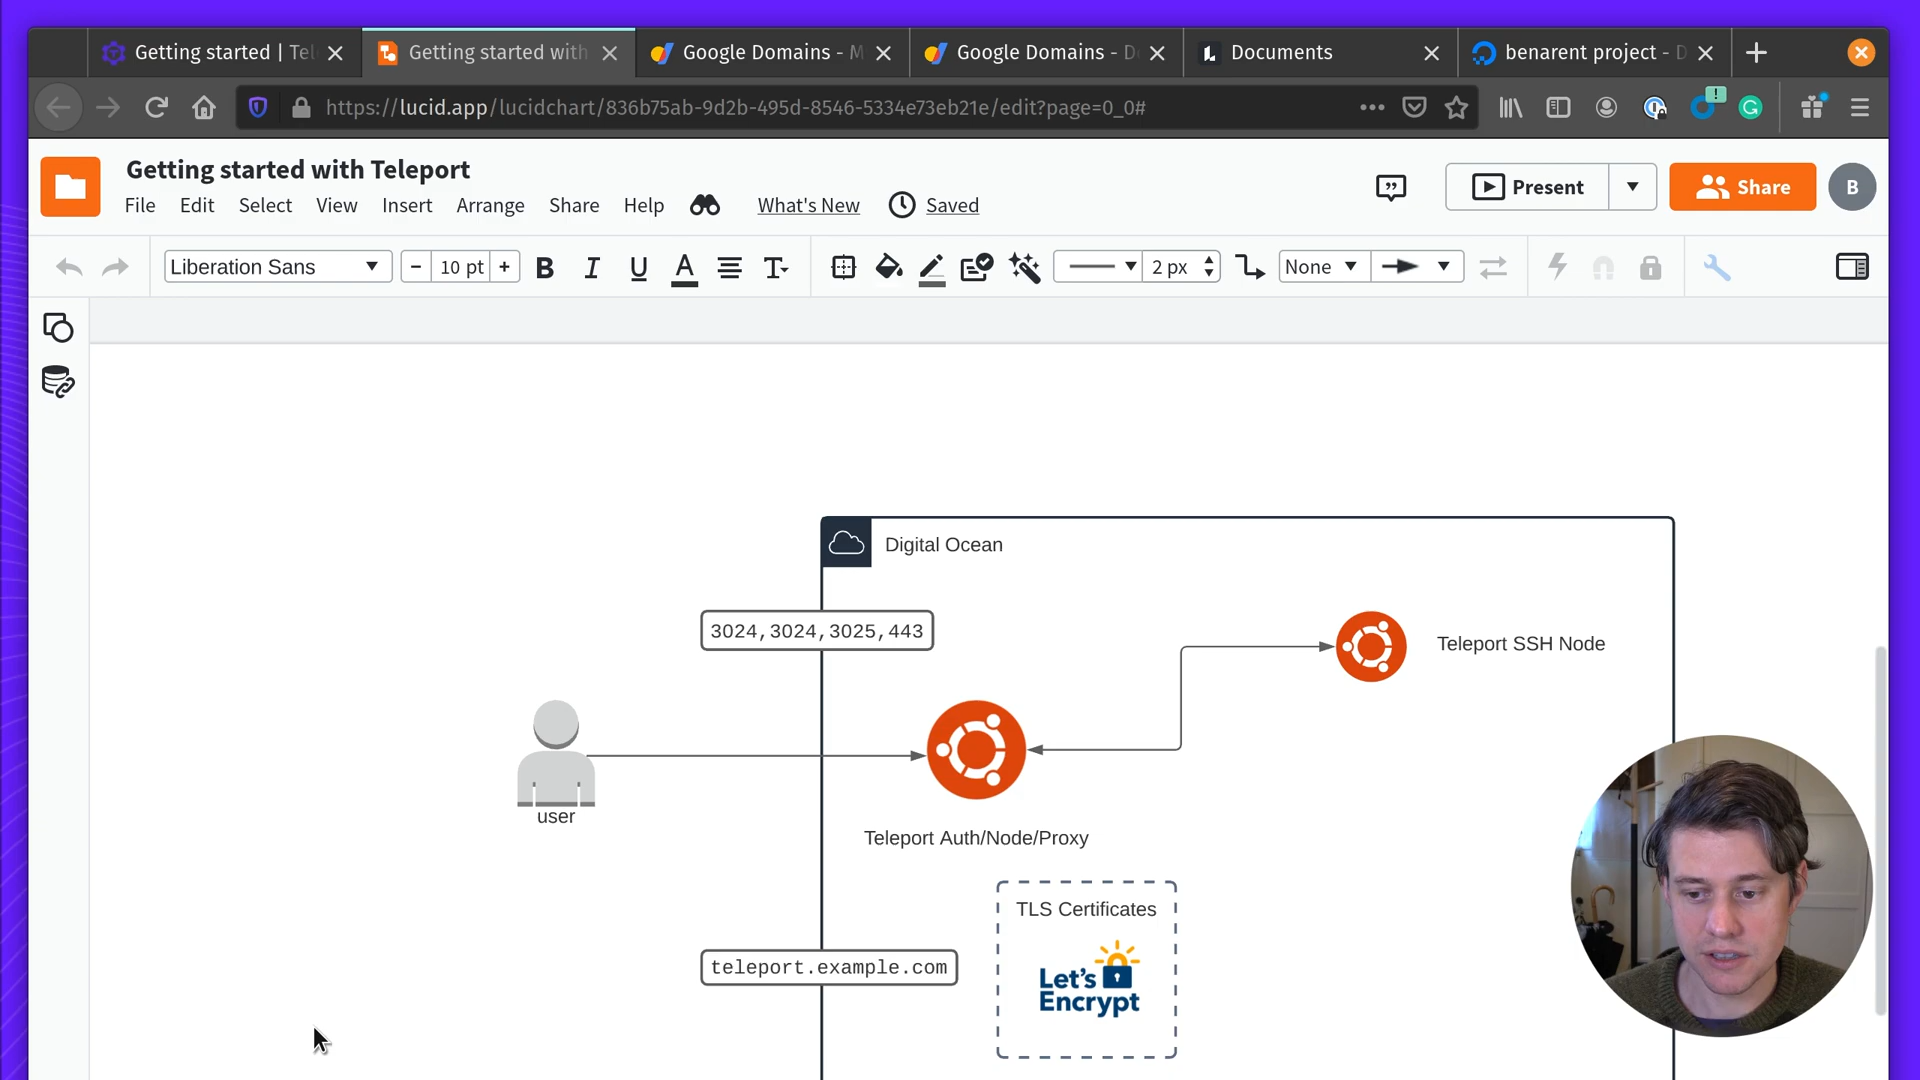 Getting started | Tel
Getting started with
Google Domains - M
Google Domains - D
Documents
benarent project - D
https://lucid.app/lucidchart/836b75ab-9d2b-495d-8546-5334e73eb21e/edit?page=0_0#
Getting started with Teleport
File Edit Select View Insert Arrange Share Help What's New Saved
Present
Share
B
Liberation Sans
10 pt
B I U A T
2 px
None
Digital Ocean
3024,3024,3025,443
Teleport SSH Node
user
Teleport Auth/Node/Proxy
TLS Certificates
teleport.example.com
Let's
Encrypt